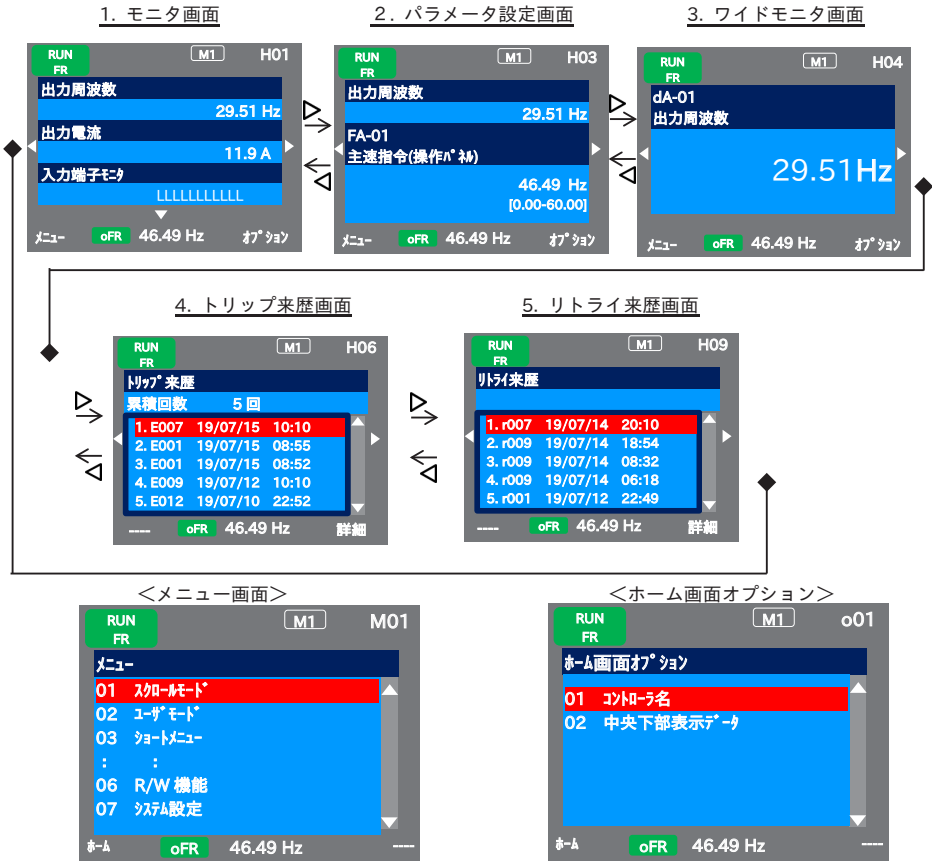 1. モニタ画面
2. パラメータ設定画面
3. ワイドモニタ画面
RUN
FR
M1
H01
出力周波数
29.51 Hz
出力電流
11.9 A
入力端子ﾓﾆﾀ
LLLLLLLLLLL
ﾒﾆｭｰ
oFR
46.49 Hz
ｵﾌﾟｼｮﾝ
RUN
FR
M1
H03
出力周波数
29.51 Hz
FA-01
主速指令(操作ﾊﾟﾈﾙ)
46.49 Hz
[0.00-60.00]
ﾒﾆｭｰ
oFR
46.49 Hz
ｵﾌﾟｼｮﾝ
RUN
FR
M1
H04
dA-01
出力周波数
29.51Hz
ﾒﾆｭｰ
oFR
46.49 Hz
ｵﾌﾟｼｮﾝ
4. トリップ来歴画面
5. リトライ来歴画面
RUN
FR
M1
H06
ﾄﾘｯﾌﾟ来歴
累積回数 5 回
1. E007 19/07/15 10:10
2. E001 19/07/15 08:55
3. E001 19/07/15 08:52
4. E009 19/07/12 10:10
5. E012 19/07/10 22:52
----
oFR
46.49 Hz
詳細
RUN
FR
M1
H09
ﾘﾄﾗｲ来歴
1. r007 19/07/14 20:10
2. r009 19/07/14 18:54
3. r009 19/07/14 08:32
4. r009 19/07/14 06:18
5. r001 19/07/12 22:49
----
oFR
46.49 Hz
詳細
＜メニュー画面＞
＜ホーム画面オプション＞
RUN
FR
M1
M01
ﾒﾆｭｰ
01 ｽｸﾛｰﾙﾓｰﾄﾞ
02 ﾕｰｻﾞﾓｰﾄﾞ
03 ｼｮｰﾄﾒﾆｭｰ
: :
06 R/W 機能
07 ｼｽﾃﾑ設定
ﾎｰﾑ
oFR
46.49 Hz
----
RUN
FR
M1
o01
ﾎｰﾑ画面ｵﾌﾟｼｮﾝ
01 ｺﾝﾄﾛｰﾗ名
02 中央下部表示ﾃﾞｰﾀ
ﾎｰﾑ
oFR
46.49 Hz
----